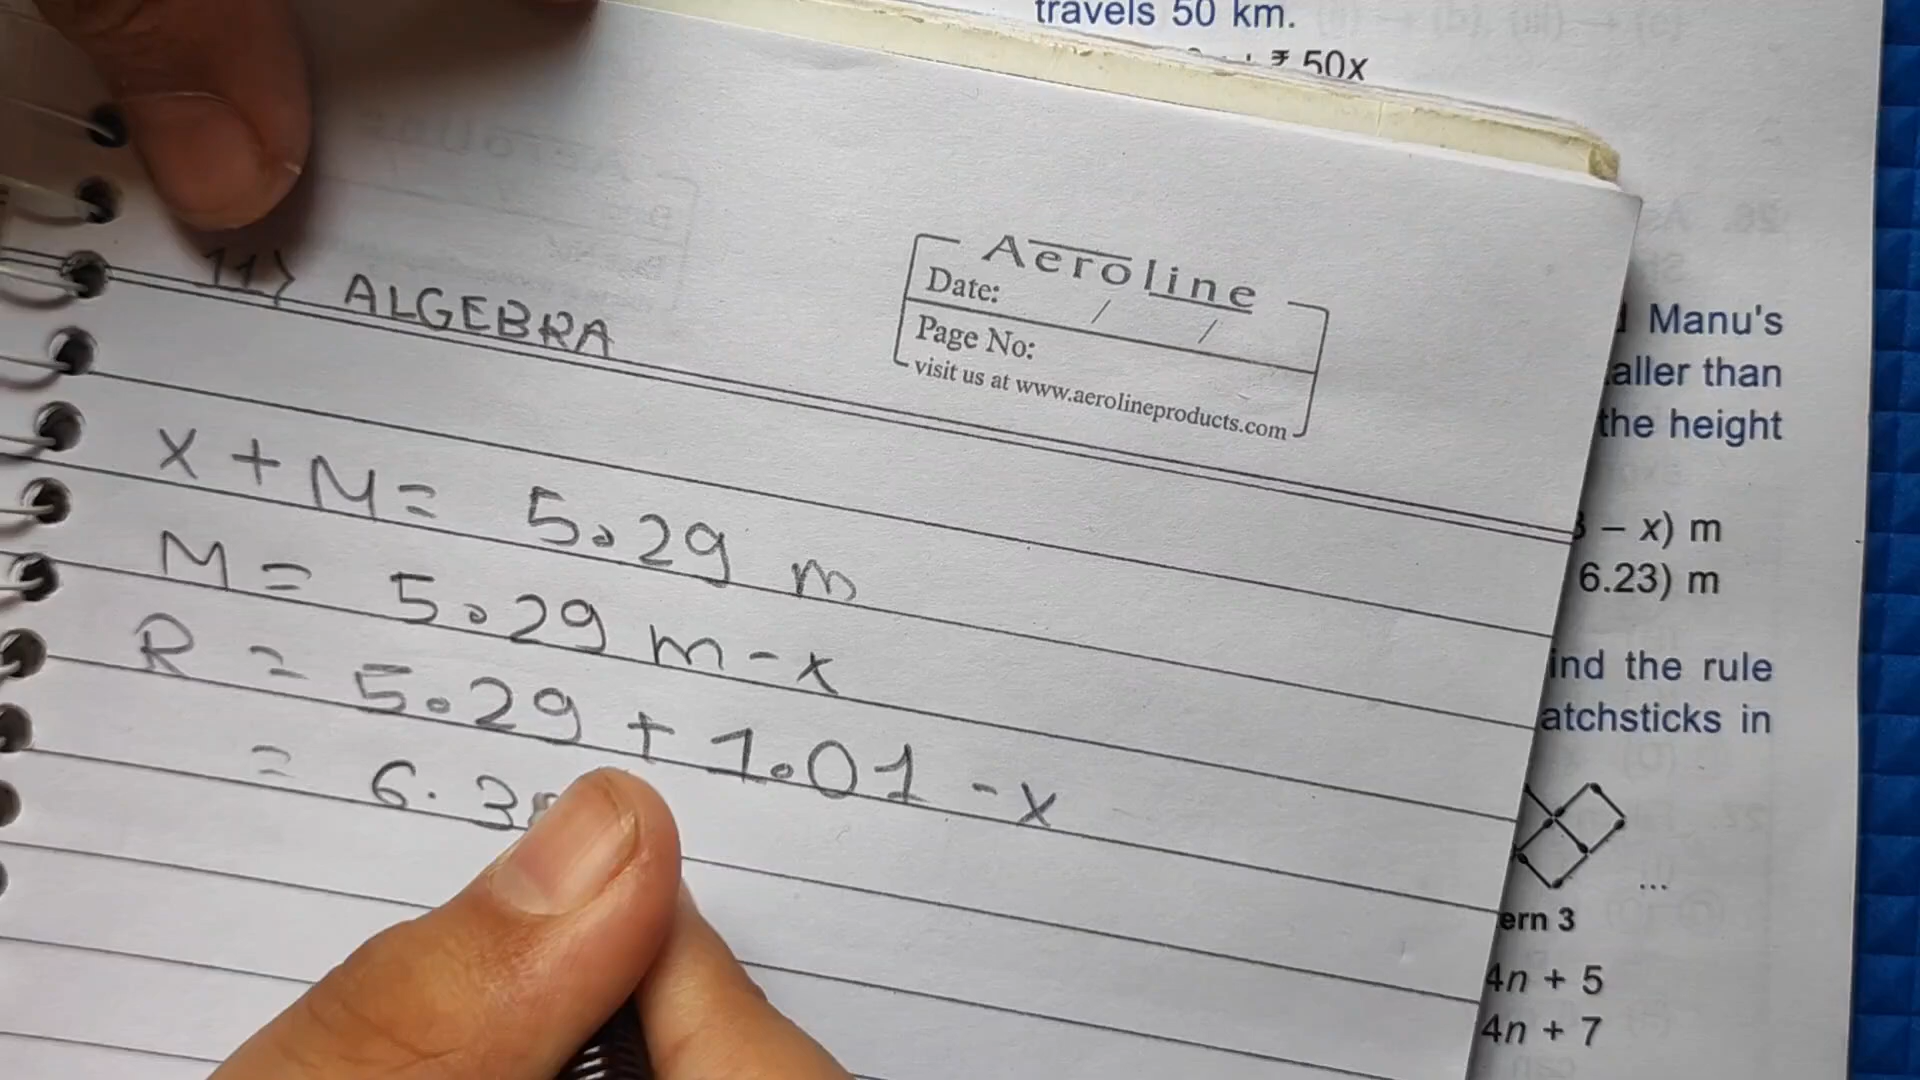 travels 50 km.
₹ 50x
Aeroline
Date: / /
Page No:
visit us at www.aerolineproducts.com
11) ALGEBRA
x + M = 5.29 m
M = 5.29 m - x
R = 5.29 + 1.01 - x
= 6.3
Manu's
aller than
the height
– x) m
6.23) m
ind the rule
atchsticks in
...
ern 3
4n + 5
4n + 7